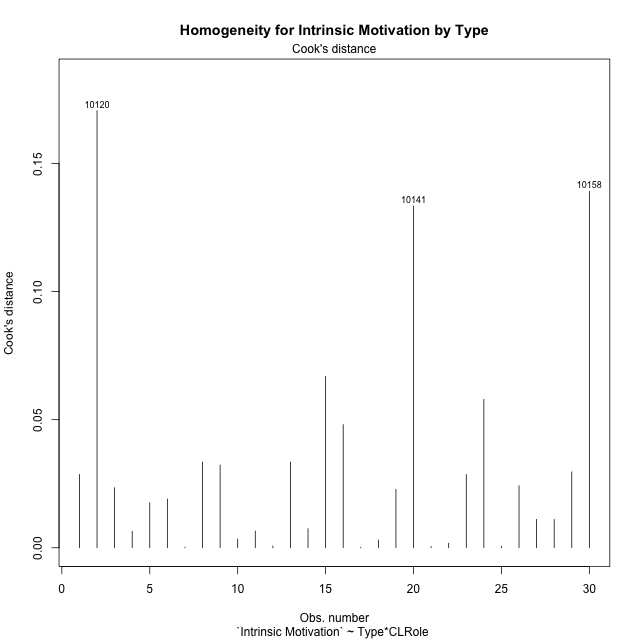 Homogeneity for Intrinsic Motivation by Type
Cook's distance
10120
10158
10141
Cook's distance
0.15
0.10
0.05
0.00
0 5 10 15 20 25 30
Obs. number
`Intrinsic Motivation` ~ Type*CLRole